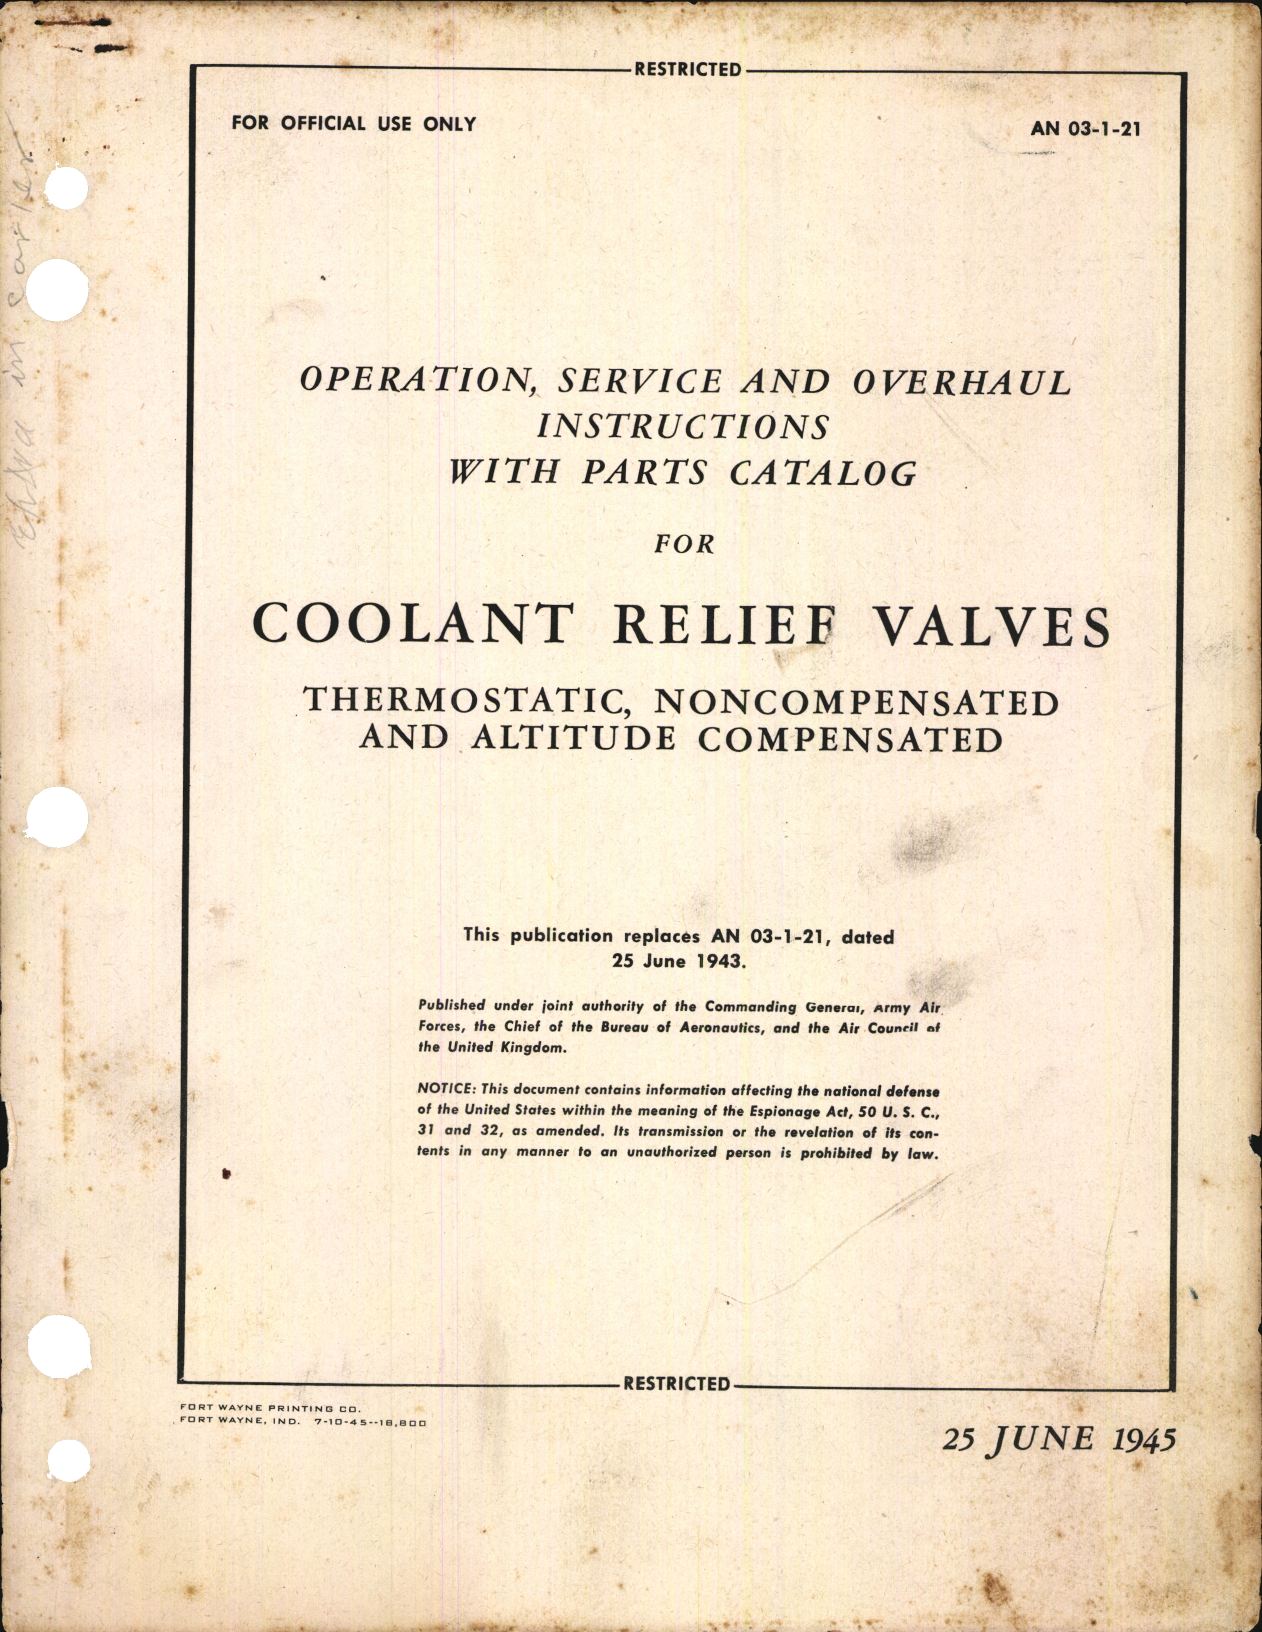 RESTRICTED
FOR OFFICIAL USE ONLY
AN 03-1-21
OPERATION, SERVICE AND OVERHAUL
INSTRUCTIONS
WITH PARTS CATALOG
FOR
COOLANT RELIEF VALVES
THERMOSTATIC, NONCOMPENSATED
AND ALTITUDE COMPENSATED
This publication replaces AN 03-1-21, dated
25 June 1943.
Published under joint authority of the Commanding General, Army Air
Forces, the Chief of the Bureau of Aeronautics, and the Air Council of
the United Kingdom.
NOTICE: This document contains information affecting the national defense
of the United States within the meaning of the Espionage Act, 50 U. S. C.,
31 and 32, as amended. Its transmission or the revelation of its con-
tents in any manner to an unauthorized person is prohibited by law.
RESTRICTED
FORT WAYNE PRINTING CO.
FORT WAYNE, IND. 7-10-45--18,800
25 JUNE 1945
in